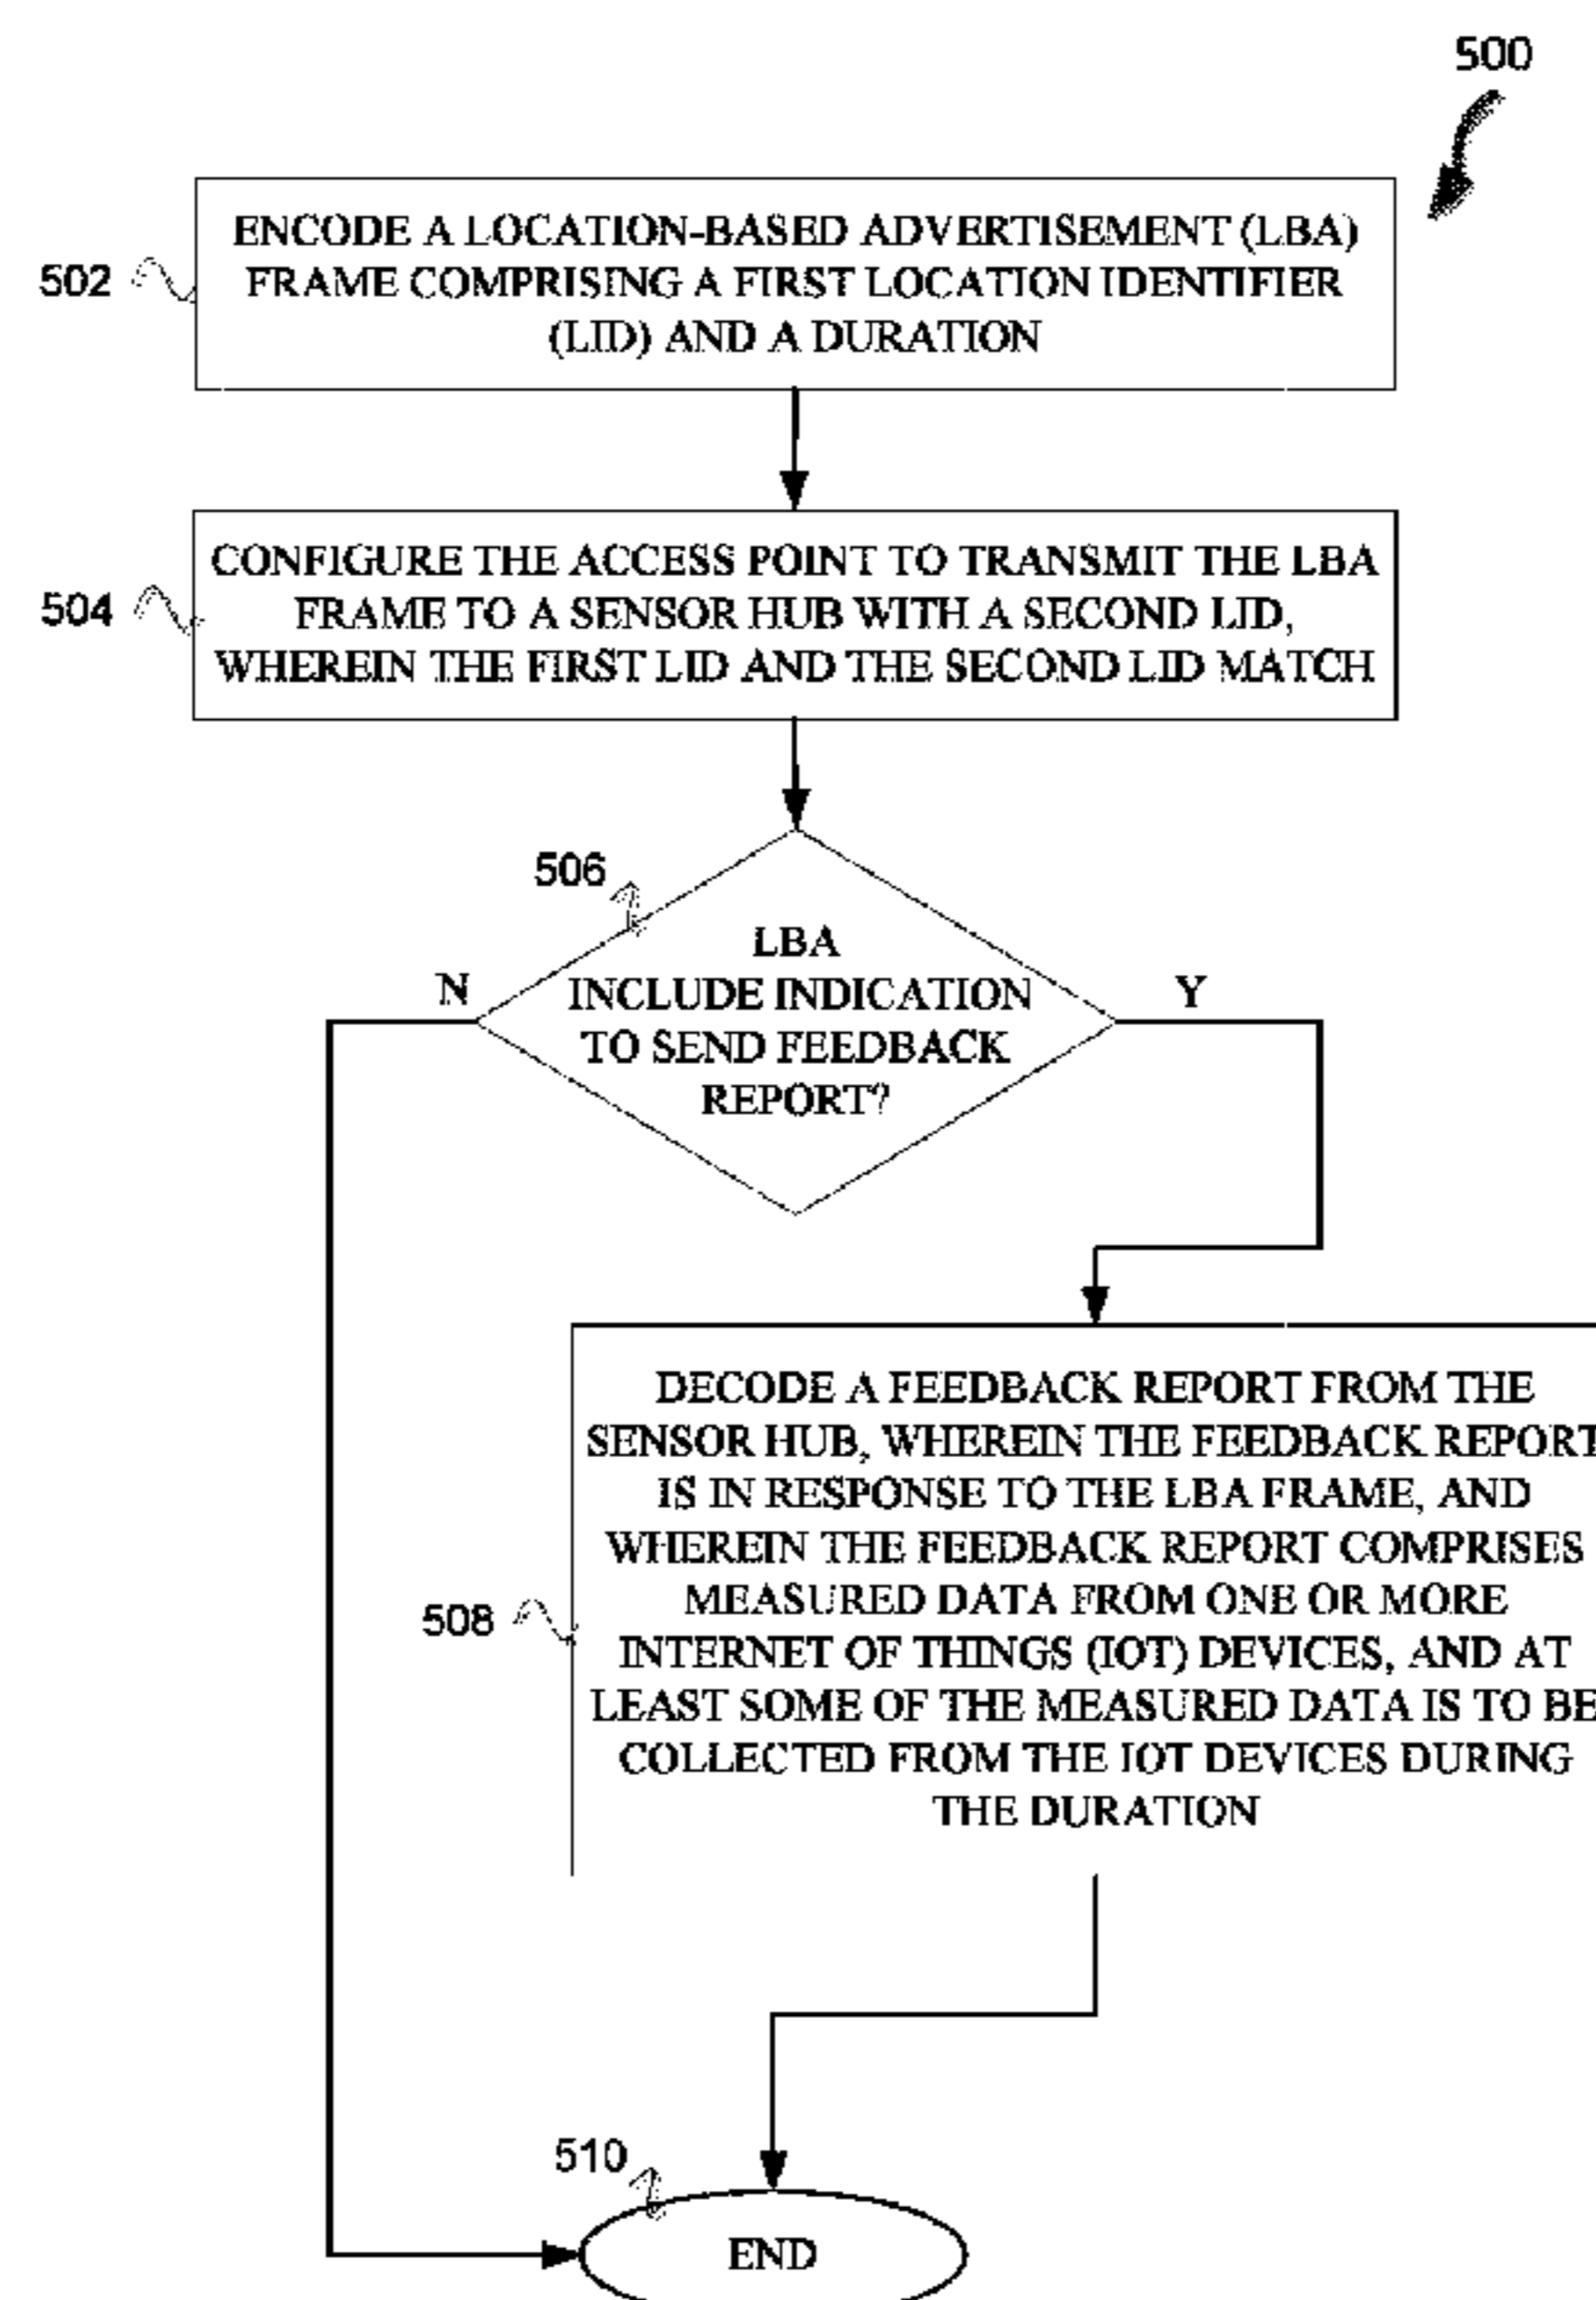 500
502
ENCODE A LOCATION-BASED ADVERTISEMENT (LBA)
FRAME COMPRISING A FIRST LOCATION IDENTIFIER
(LID) AND A DURATION
504
CONFIGURE THE ACCESS POINT TO TRANSMIT THE LBA
FRAME TO A SENSOR HUB WITH A SECOND LID,
WHEREIN THE FIRST LID AND THE SECOND LID MATCH
506
LBA
INCLUDE INDICATION
TO SEND FEEDBACK
REPORT?
N
Y
508
DECODE A FEEDBACK REPORT FROM THE
SENSOR HUB, WHEREIN THE FEEDBACK REPORT
IS IN RESPONSE TO THE LBA FRAME, AND
WHEREIN THE FEEDBACK REPORT COMPRISES
MEASURED DATA FROM ONE OR MORE
INTERNET OF THINGS (IOT) DEVICES, AND AT
LEAST SOME OF THE MEASURED DATA IS TO BE
COLLECTED FROM THE IOT DEVICES DURING
THE DURATION
510
END